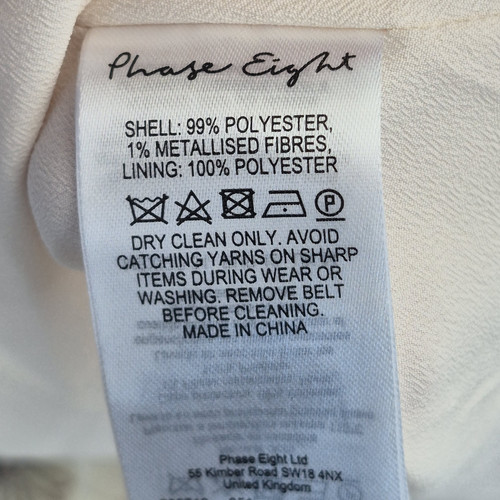 Phase Eight
SHELL: 99% POLYESTER,
1% METALLISED FIBRES,
LINING: 100% POLYESTER
P
DRY CLEAN ONLY. AVOID
CATCHING YARNS ON SHARP
ITEMS DURING WEAR OR
WASHING. REMOVE BELT
BEFORE CLEANING.
MADE IN CHINA
Phase Eight Ltd
55 Kimber Road SW18 4NX
United Kingdom